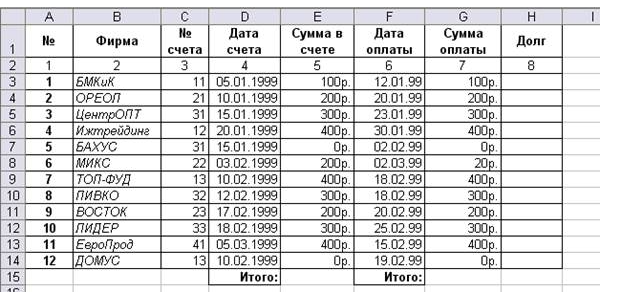 A B C D E F G H I
1 № Фирма № счета Дата счета Сумма в счете Дата оплаты Сумма оплаты Долг
2 1 2 3 4 5 6 7 8
3 1 БМКиК 11 05.01.1999 100р. 12.01.99 100р.
4 2 ОРЕОЛ 21 10.01.1999 200р. 20.01.99 200р.
5 3 ЦентрОПТ 31 15.01.1999 300р. 23.01.99 300р.
6 4 Ижтрейдинг 12 20.01.1999 400р. 30.01.99 400р.
7 5 БАХУС 31 15.01.1999 0р. 02.02.99 0р.
8 6 МИКС 22 03.02.1999 200р. 02.03.99 20р.
9 7 ТОП-ФУД 13 10.02.1999 400р. 18.02.99 400р.
10 8 ПИВКО 32 12.02.1999 300р. 18.02.99 300р.
11 9 ВОСТОК 23 17.02.1999 200р. 20.02.99 200р.
12 10 ЛИДЕР 33 18.02.1999 300р. 25.02.99 300р.
13 11 ЕвроПрод 41 05.03.1999 400р. 15.02.99 400р.
14 12 ДОМУС 13 10.02.1999 0р. 19.02.99 0р.
15 Итого: Итого: